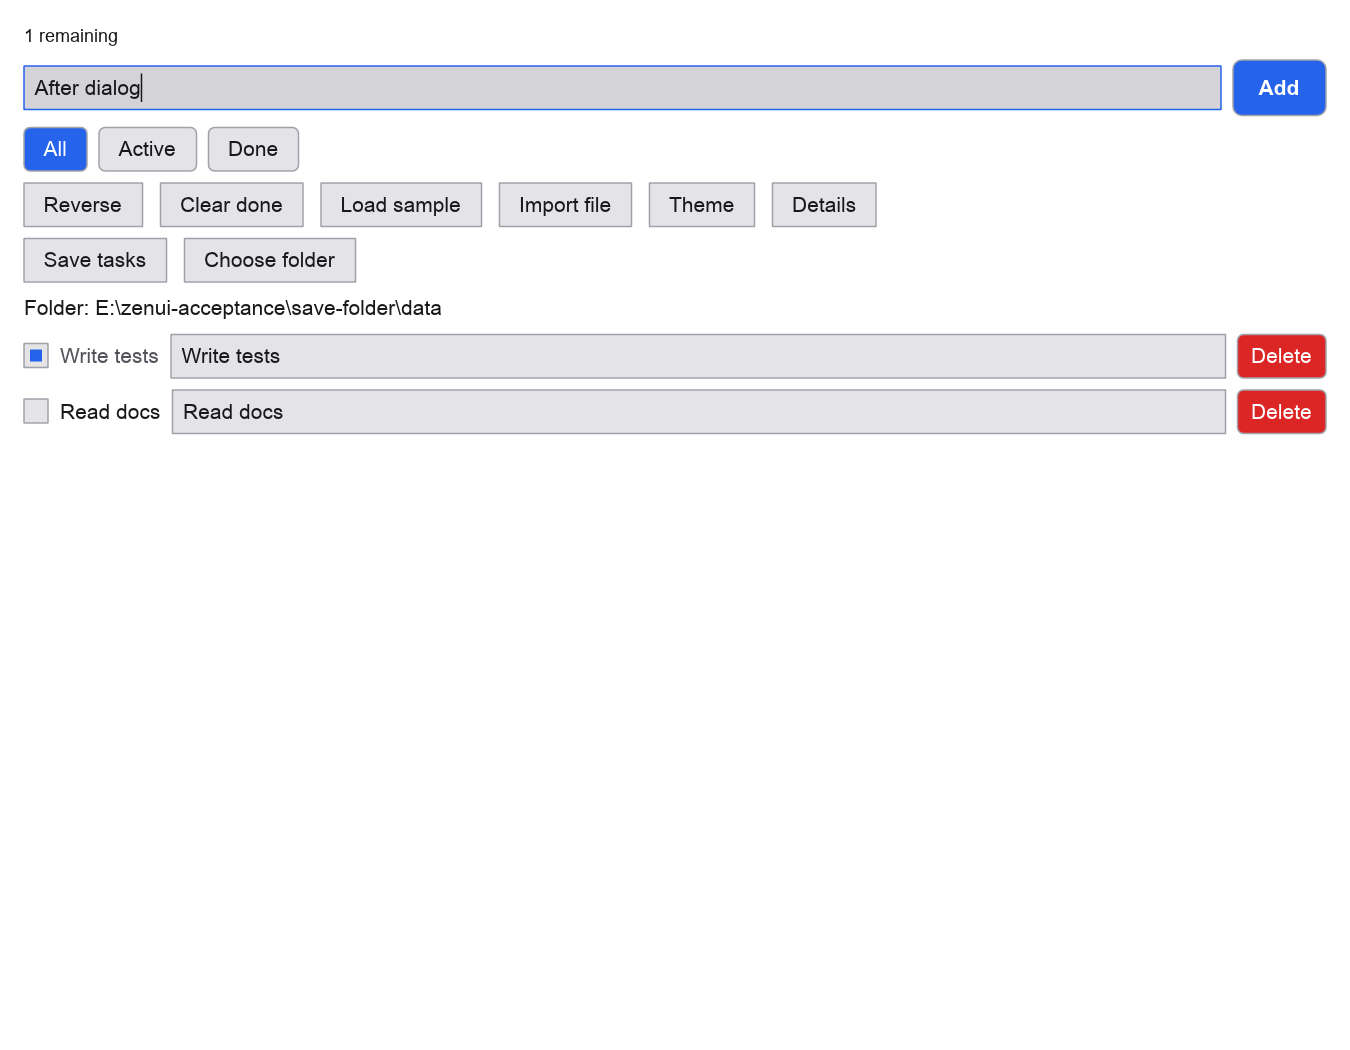 1 remaining
After dialog Add
All Active Done
Reverse Clear done Load sample Import file Theme Details
Save tasks Choose folder
Folder: E:\zenui-acceptance\save-folder\data
Write tests Write tests Delete
Read docs Read docs Delete